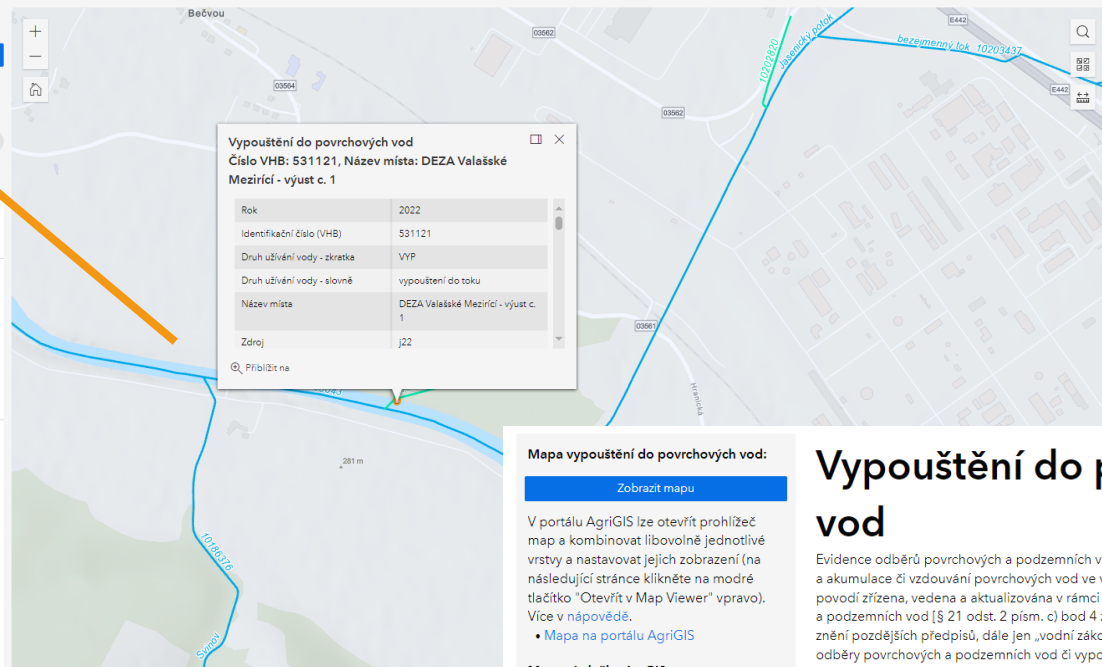 Bečvou
E442
03562
Jasenický potok
bezejmenný tok 10203437
10202820
03564
E442
03562
Vypouštění do povrchových vod
Číslo VHB: 531121, Název místa: DEZA Valašské
Mezirící - výust c. 1
Rok 2022
Identifikační číslo (VHB) 531121
Druh užívání vody - zkratka VYP
Druh užívání vody - slovně vypouštění do toku
Název místa DEZA Valašské Mezirící - výust c.
1
Zdroj j22
Přiblížit na
03561
Hranická
281 m
10186376
Svinov
Mapa vypouštění do povrchových vod:
Zobrazit mapu
V portálu AgriGIS lze otevřít prohlížeč
map a kombinovat libovolně jednotlivé
vrstvy a nastavovat jejich zobrazení (na
následující stránce klikněte na modré
tlačítko "Otevřít v Map Viewer" vpravo).
Více v nápovědě.
• Mapa na portálu AgriGIS
Vypouštění do p
vod
Evidence odběrů povrchových a podzemních v
a akumulace či vzdouvání povrchových vod ve v
povodí zřízena, vedena a aktualizována v rámci
a podzemních vod [§ 21 odst. 2 písm. c) bod 4 z
znění pozdějších předpisů, dále jen „vodní záko
odběry povrchových a podzemních vod či vypo